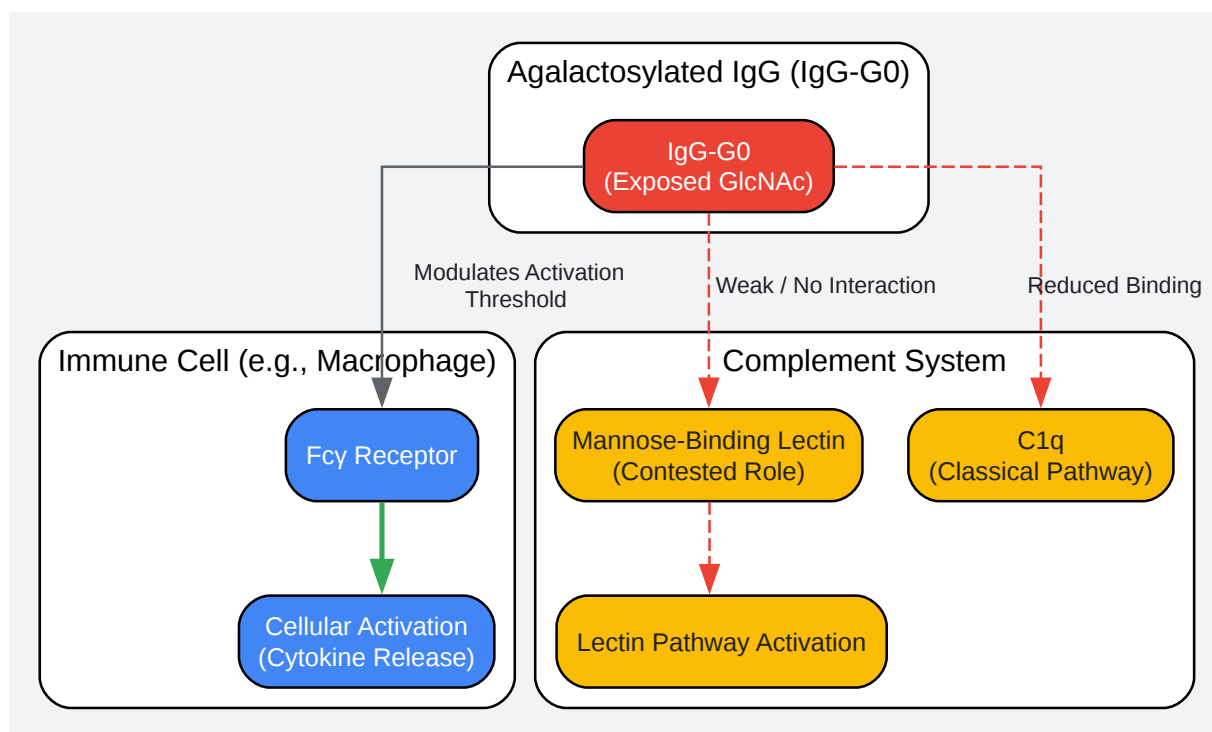 Agalactosylated IgG (IgG-G0)
IgG-G0
(Exposed GlcNAc)
Modulates Activation
Threshold
Weak / No Interaction
Reduced Binding
Immune Cell (e.g., Macrophage)
Complement System
Fcγ Receptor
Mannose-Binding Lectin
(Contested Role)
C1q
(Classical Pathway)
Cellular Activation
(Cytokine Release)
Lectin Pathway Activation